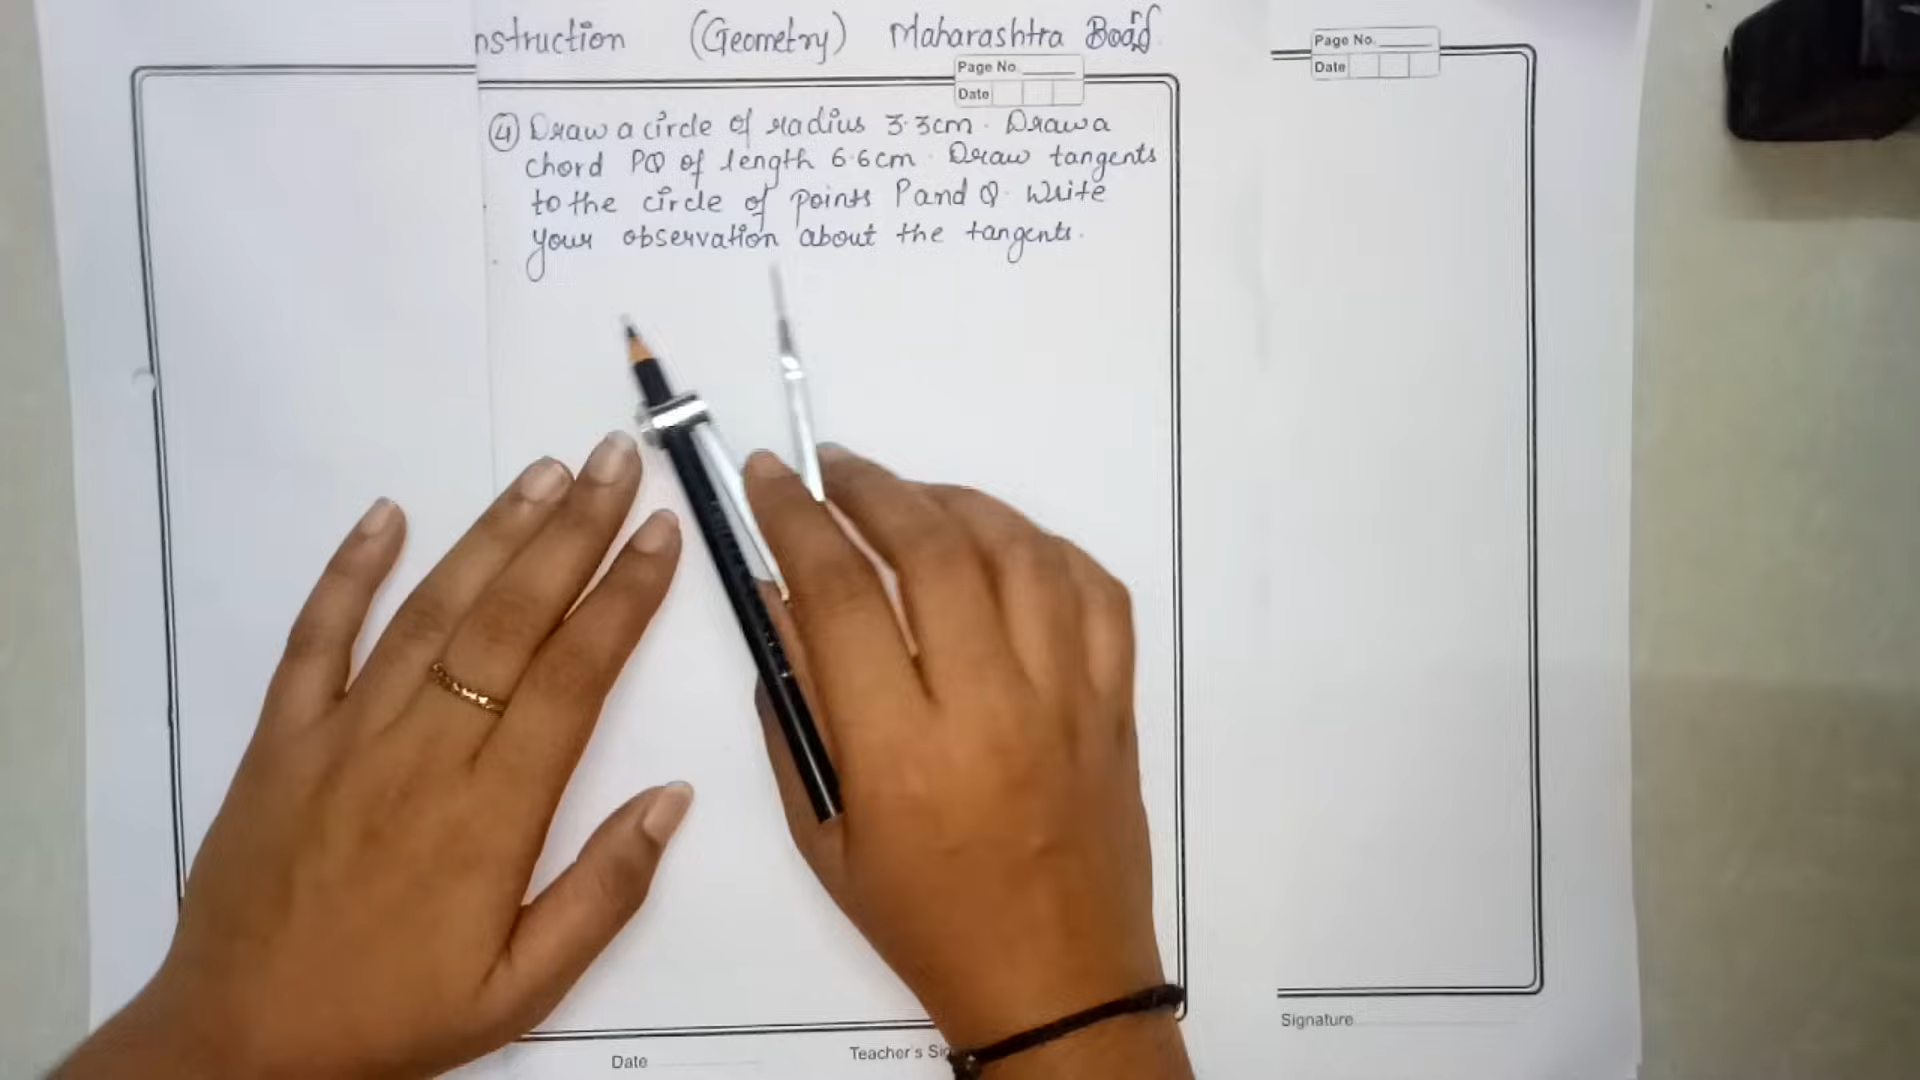 nstruction (Geometry) Maharashtra Board
Page No.
Date
Page No.
Date
④ Draw a circle of radius 3.3cm. Draw a
chord PQ of length 6.6cm. Draw tangents
to the circle of points P and Q. Write
your observation about the tangents.
Signature
Date
Teacher's Sig